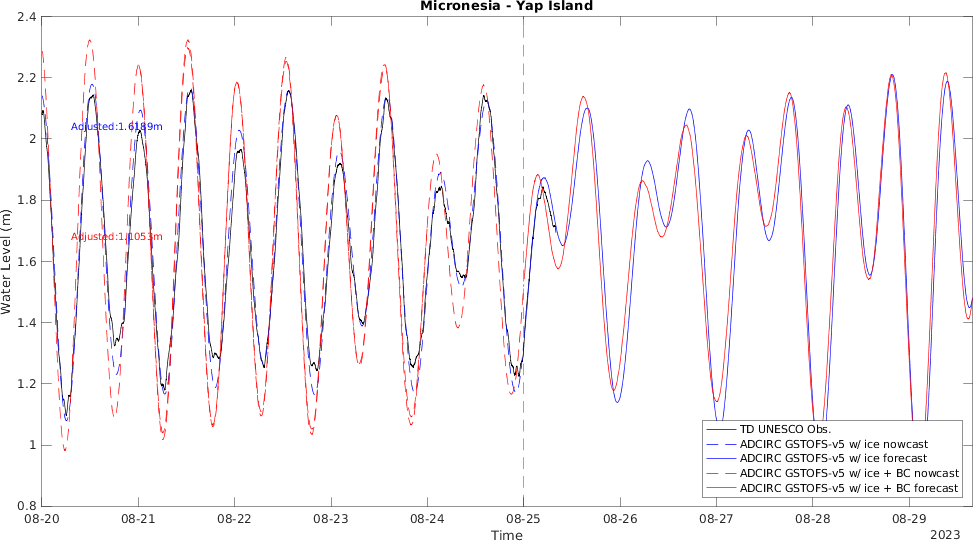 Micronesia - Yap Island
2.4
2.2
2
1.8
1.6
1.4
1.2
1
0.8
Water Level (m)
Adjusted:1.6189m
Adjusted:1.1053m
TD UNESCO Obs.
ADCIRC GSTOFS-v5 w/ ice nowcast
ADCIRC GSTOFS-v5 w/ ice forecast
ADCIRC GSTOFS-v5 w/ ice + BC nowcast
ADCIRC GSTOFS-v5 w/ ice + BC forecast
08-20 08-21 08-22 08-23 08-24 08-25 08-26 08-27 08-28 08-29
Time
2023